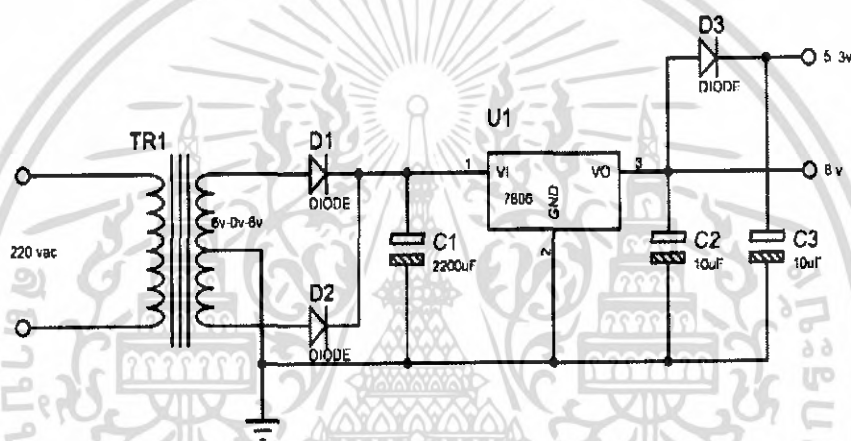 D3
DIODE
5 3v
U1
TR1
D1
DIODE
1
VI
VO
3
7806
GND
2
6 v
220 vac
6v-0v-6v
C1
2200uF
C2
10uF
C3
10uF
D2
DIODE